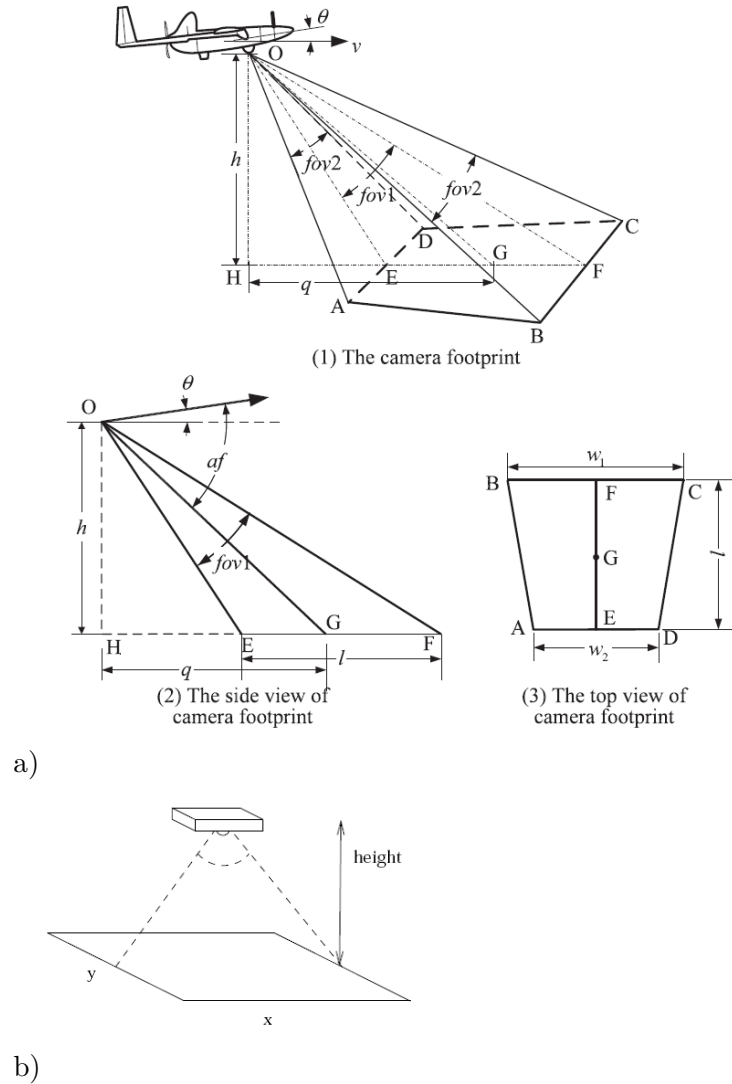 θ
O
v
h
fov2
fov1
fov2
D
C
G
H
E
F
q
A
B
(1) The camera footprint
θ
O
af
h
fov1
G
H
E
F
q
l
(2) The side view of
camera footprint
w₁
B
F
C
G
l
A
E
D
w₂
(3) The top view of
camera footprint
a)
height
y
x
b)